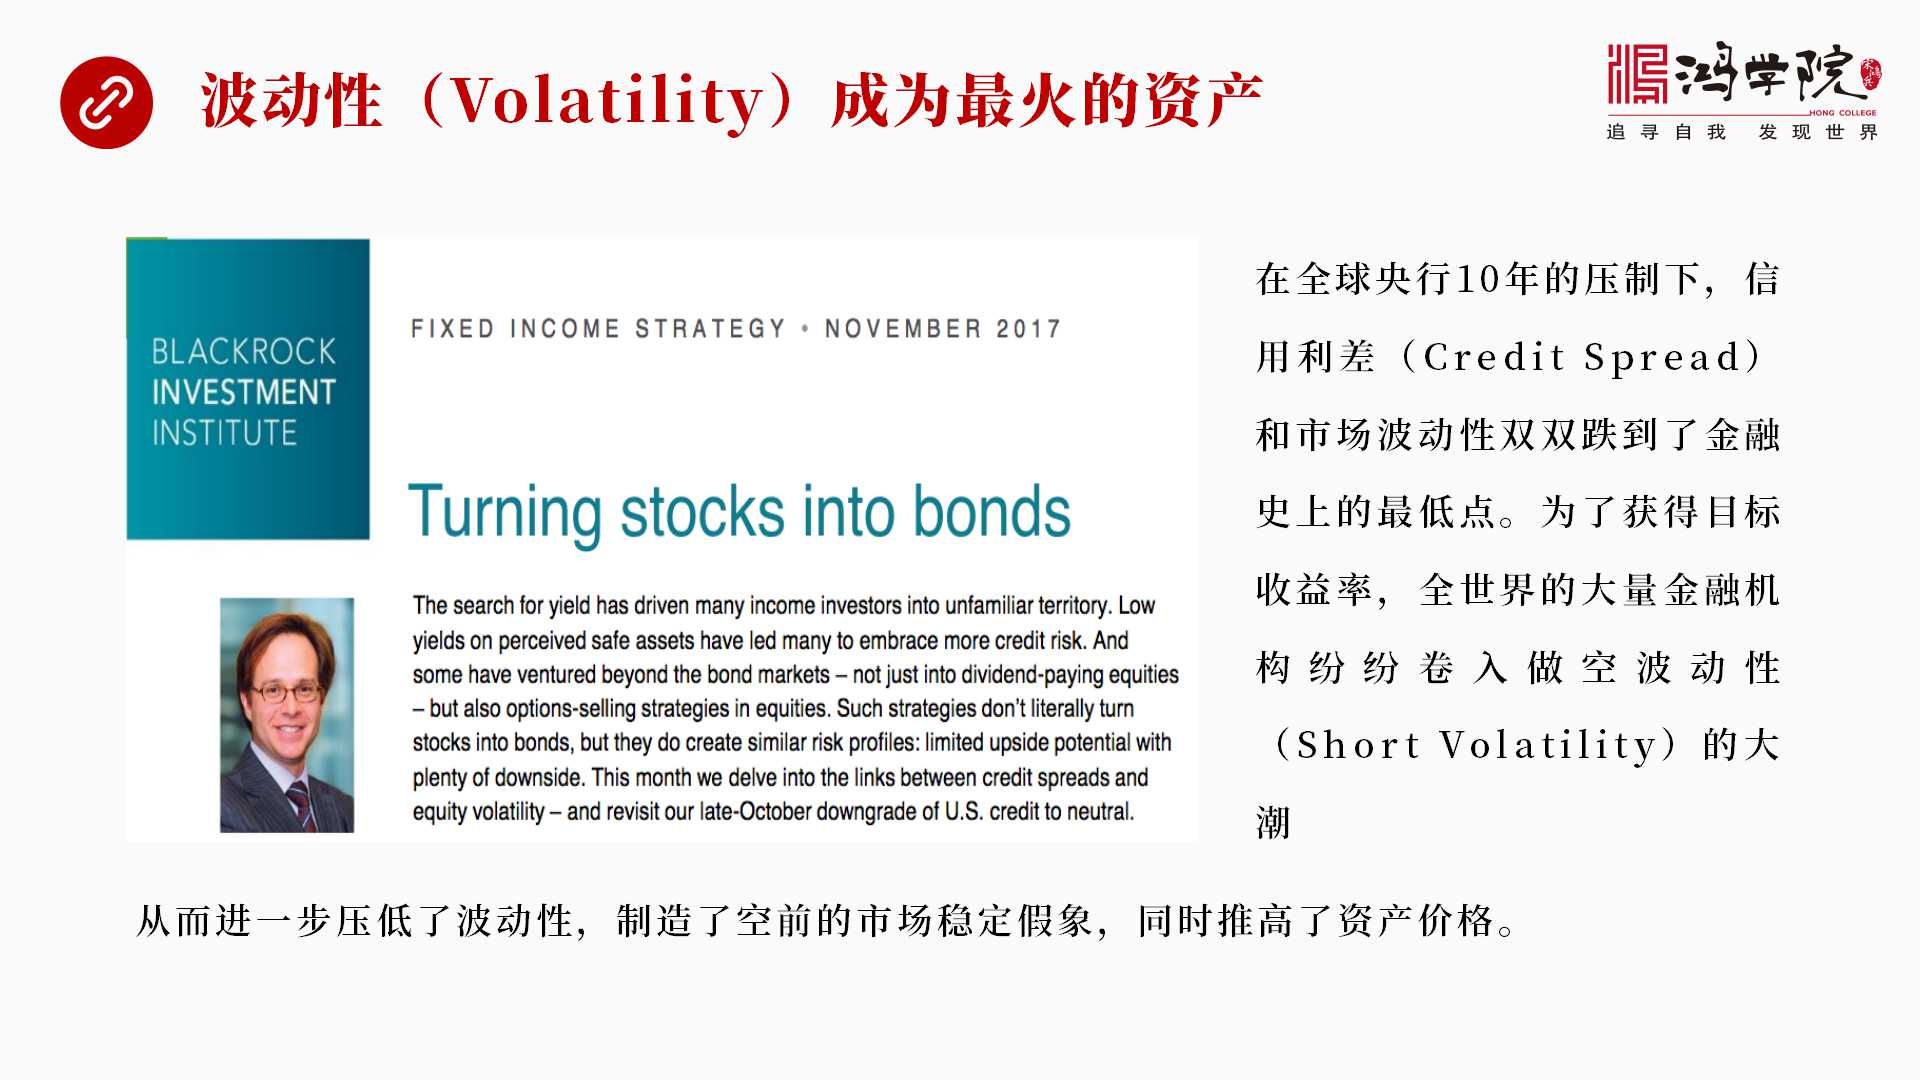 波动性（Volatility）成为最火的资产
鸿学院
宋鸿兵
HONG COLLEGE
追寻自我 发现世界
BLACKROCK
INVESTMENT
INSTITUTE
FIXED INCOME STRATEGY • NOVEMBER 2017
Turning stocks into bonds
The search for yield has driven many income investors into unfamiliar territory. Low
yields on perceived safe assets have led many to embrace more credit risk. And
some have ventured beyond the bond markets – not just into dividend-paying equities
– but also options-selling strategies in equities. Such strategies don’t literally turn
stocks into bonds, but they do create similar risk profiles: limited upside potential with
plenty of downside. This month we delve into the links between credit spreads and
equity volatility – and revisit our late-October downgrade of U.S. credit to neutral.
在全球央行10年的压制下，信
用利差（Credit Spread）
和市场波动性双双跌到了金融
史上的最低点。为了获得目标
收益率，全世界的大量金融机
构纷纷卷入做空波动性
（Short Volatility）的大
潮
从而进一步压低了波动性，制造了空前的市场稳定假象，同时推高了资产价格。